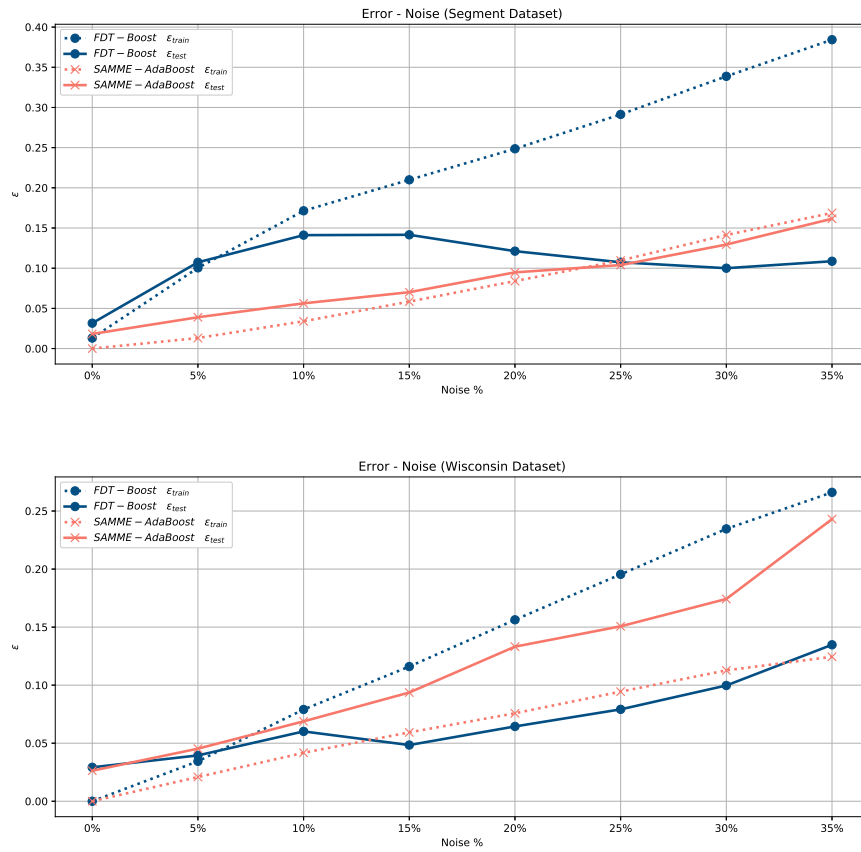 Error - Noise (Segment Dataset)
0.40
0.35
0.30
0.25
0.20
0.15
0.10
0.05
0.00
ε
FDT − Boost ε_train
FDT − Boost ε_test
SAMME − AdaBoost ε_train
SAMME − AdaBoost ε_test
0% 5% 10% 15% 20% 25% 30% 35%
Noise %
Error - Noise (Wisconsin Dataset)
0.25
0.20
0.15
0.10
0.05
0.00
ε
FDT − Boost ε_train
FDT − Boost ε_test
SAMME − AdaBoost ε_train
SAMME − AdaBoost ε_test
0% 5% 10% 15% 20% 25% 30% 35%
Noise %